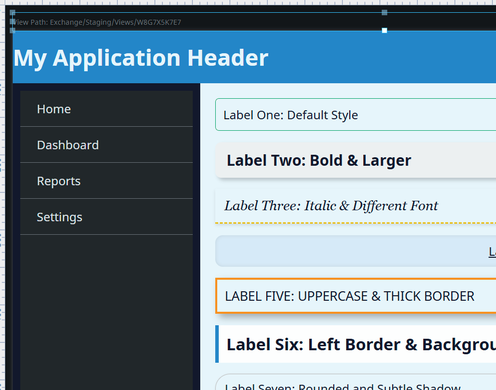 View Path: Exchange/Staging/Views/W8G7X5K7E7
My Application Header
Home
Dashboard
Reports
Settings
Label One: Default Style
Label Two: Bold & Larger
Label Three: Italic & Different Font
LABEL FIVE: UPPERCASE & THICK BORDER
Label Six: Left Border & Backgrou
Label Seven: Rounded and Subtle Shadow